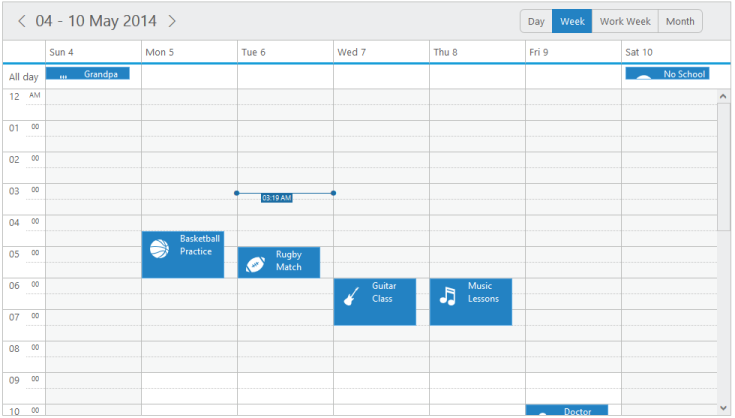 04 - 10 May 2014
Day Week Work Week Month
Sun 4 Mon 5 Tue 6 Wed 7 Thu 8 Fri 9 Sat 10
All day Grandpa No School
12 AM
01 00
02 00
03 00
03:19 AM
04 00
Basketball
Practice
05 00
Rugby
Match
06 00
Guitar
Class
Music
Lessons
07 00
08 00
09 00
10 00
Doctor